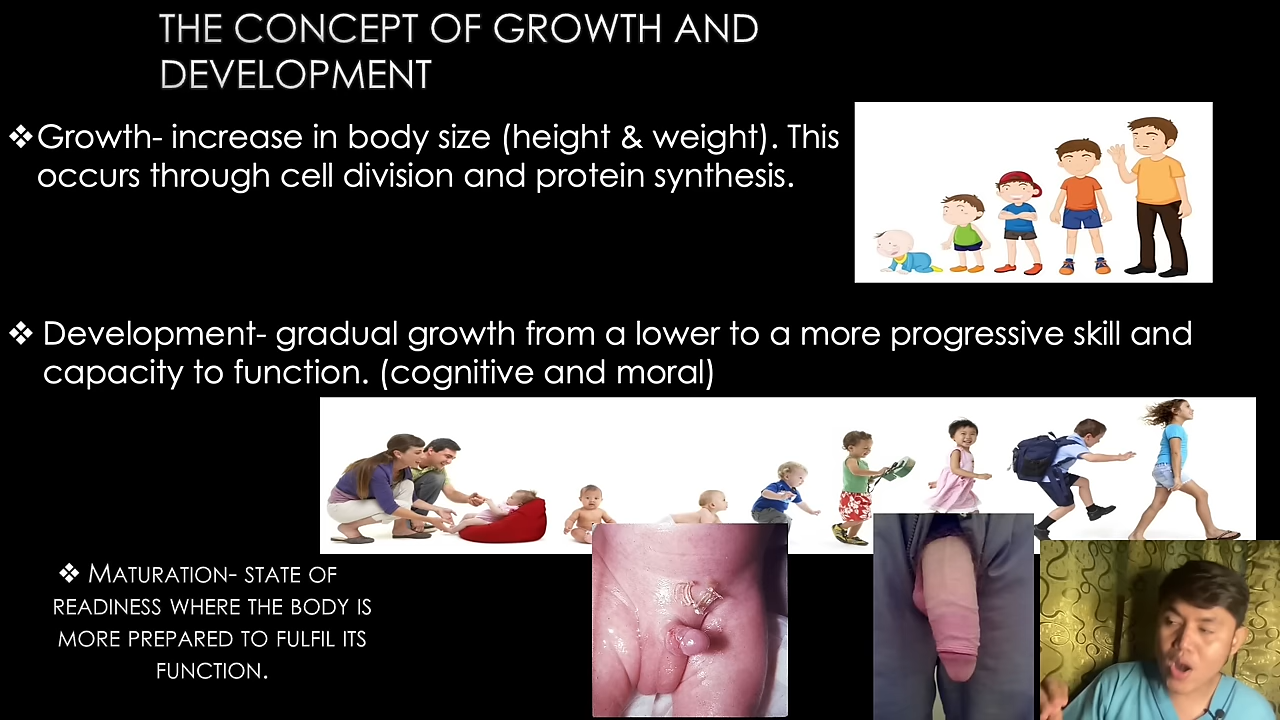 THE CONCEPT OF GROWTH AND
DEVELOPMENT
❖Growth- increase in body size (height & weight). This
occurs through cell division and protein synthesis.
❖ Development- gradual growth from a lower to a more progressive skill and
capacity to function. (cognitive and moral)
❖ MATURATION- STATE OF
READINESS WHERE THE BODY IS
MORE PREPARED TO FULFIL ITS
FUNCTION.